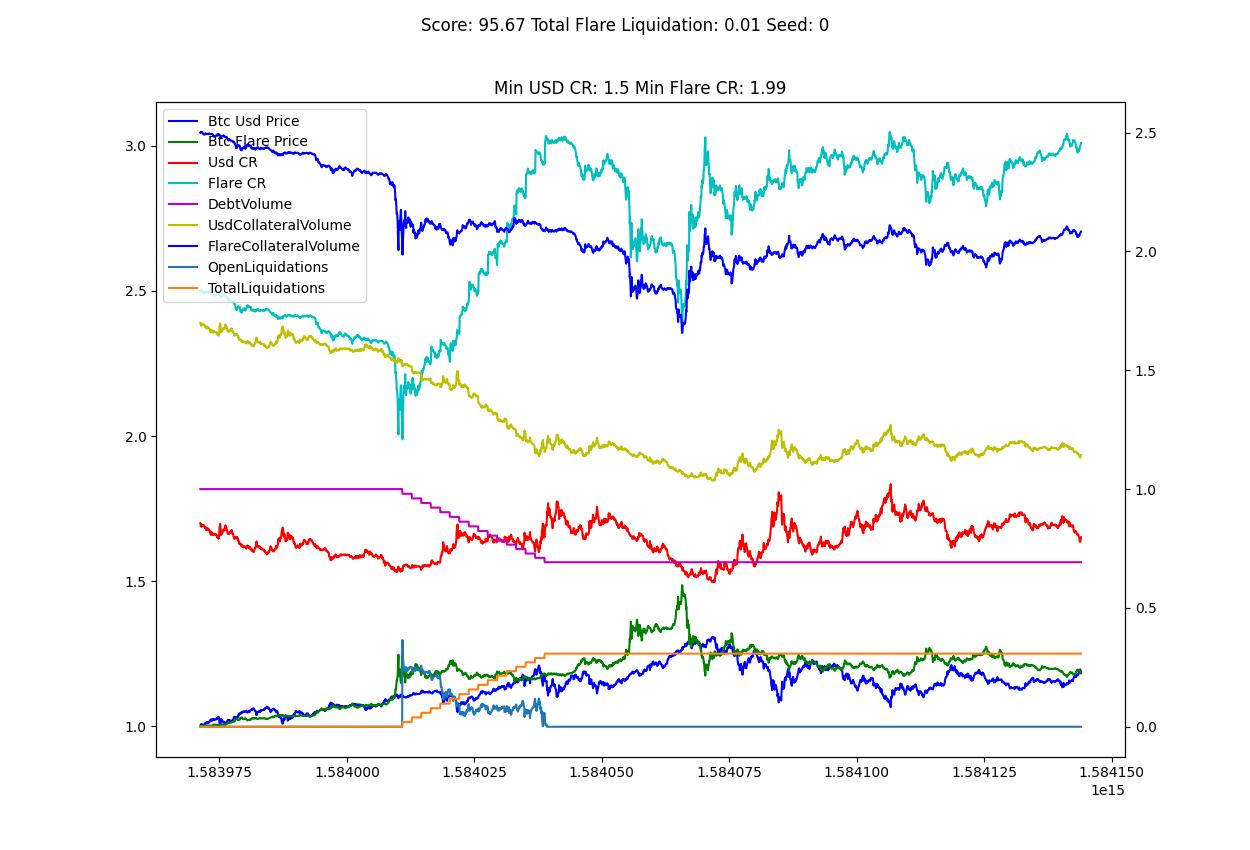 Score: 95.67 Total Flare Liquidation: 0.01 Seed: 0
Min USD CR: 1.5 Min Flare CR: 1.99
Btc Usd Price
Btc Flare Price
Usd CR
Flare CR
DebtVolume
UsdCollateralVolume
FlareCollateralVolume
OpenLiquidations
TotalLiquidations
3.0
2.5
2.0
1.5
1.0
2.5
2.0
1.5
1.0
0.5
0.0
1.583975
1.584000
1.584025
1.584050
1.584075
1.584100
1.584125
1.584150
1e15